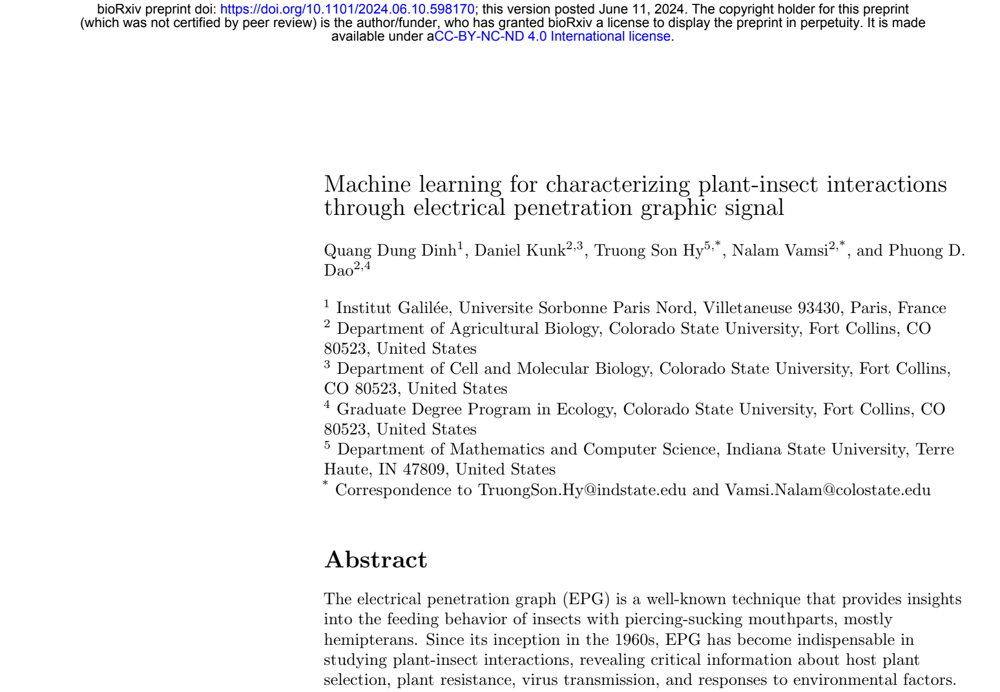 bioRxiv preprint doi: https://doi.org/10.1101/2024.06.10.598170; this version posted June 11, 2024. The copyright holder for this preprint
(which was not certified by peer review) is the author/funder, who has granted bioRxiv a license to display the preprint in perpetuity. It is made
available under aCC-BY-NC-ND 4.0 International license.
Machine learning for characterizing plant-insect interactions
through electrical penetration graphic signal
Quang Dung Dinh1, Daniel Kunk2,3, Truong Son Hy5,*, Nalam Vamsi2,*, and Phuong D.
Dao2,4
1 Institut Galilée, Universite Sorbonne Paris Nord, Villetaneuse 93430, Paris, France
2 Department of Agricultural Biology, Colorado State University, Fort Collins, CO
80523, United States
3 Department of Cell and Molecular Biology, Colorado State University, Fort Collins,
CO 80523, United States
4 Graduate Degree Program in Ecology, Colorado State University, Fort Collins, CO
80523, United States
5 Department of Mathematics and Computer Science, Indiana State University, Terre
Haute, IN 47809, United States
* Correspondence to TruongSon.Hy@indstate.edu and Vamsi.Nalam@colostate.edu
Abstract
The electrical penetration graph (EPG) is a well-known technique that provides insights
into the feeding behavior of insects with piercing-sucking mouthparts, mostly
hemipterans. Since its inception in the 1960s, EPG has become indispensable in
studying plant-insect interactions, revealing critical information about host plant
selection, plant resistance, virus transmission, and responses to environmental factors.